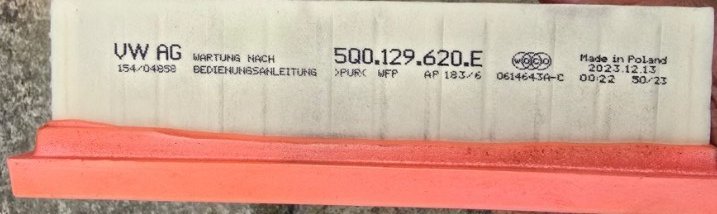 VW AG WARTUNG NACH 5Q0.129.620.E WOCO Made in Poland
154/04858 BEDIENUNGSANLEITUNG >PUR< WFP AP 183/6 0614643A-C 2023.12.13
00:22 50/23